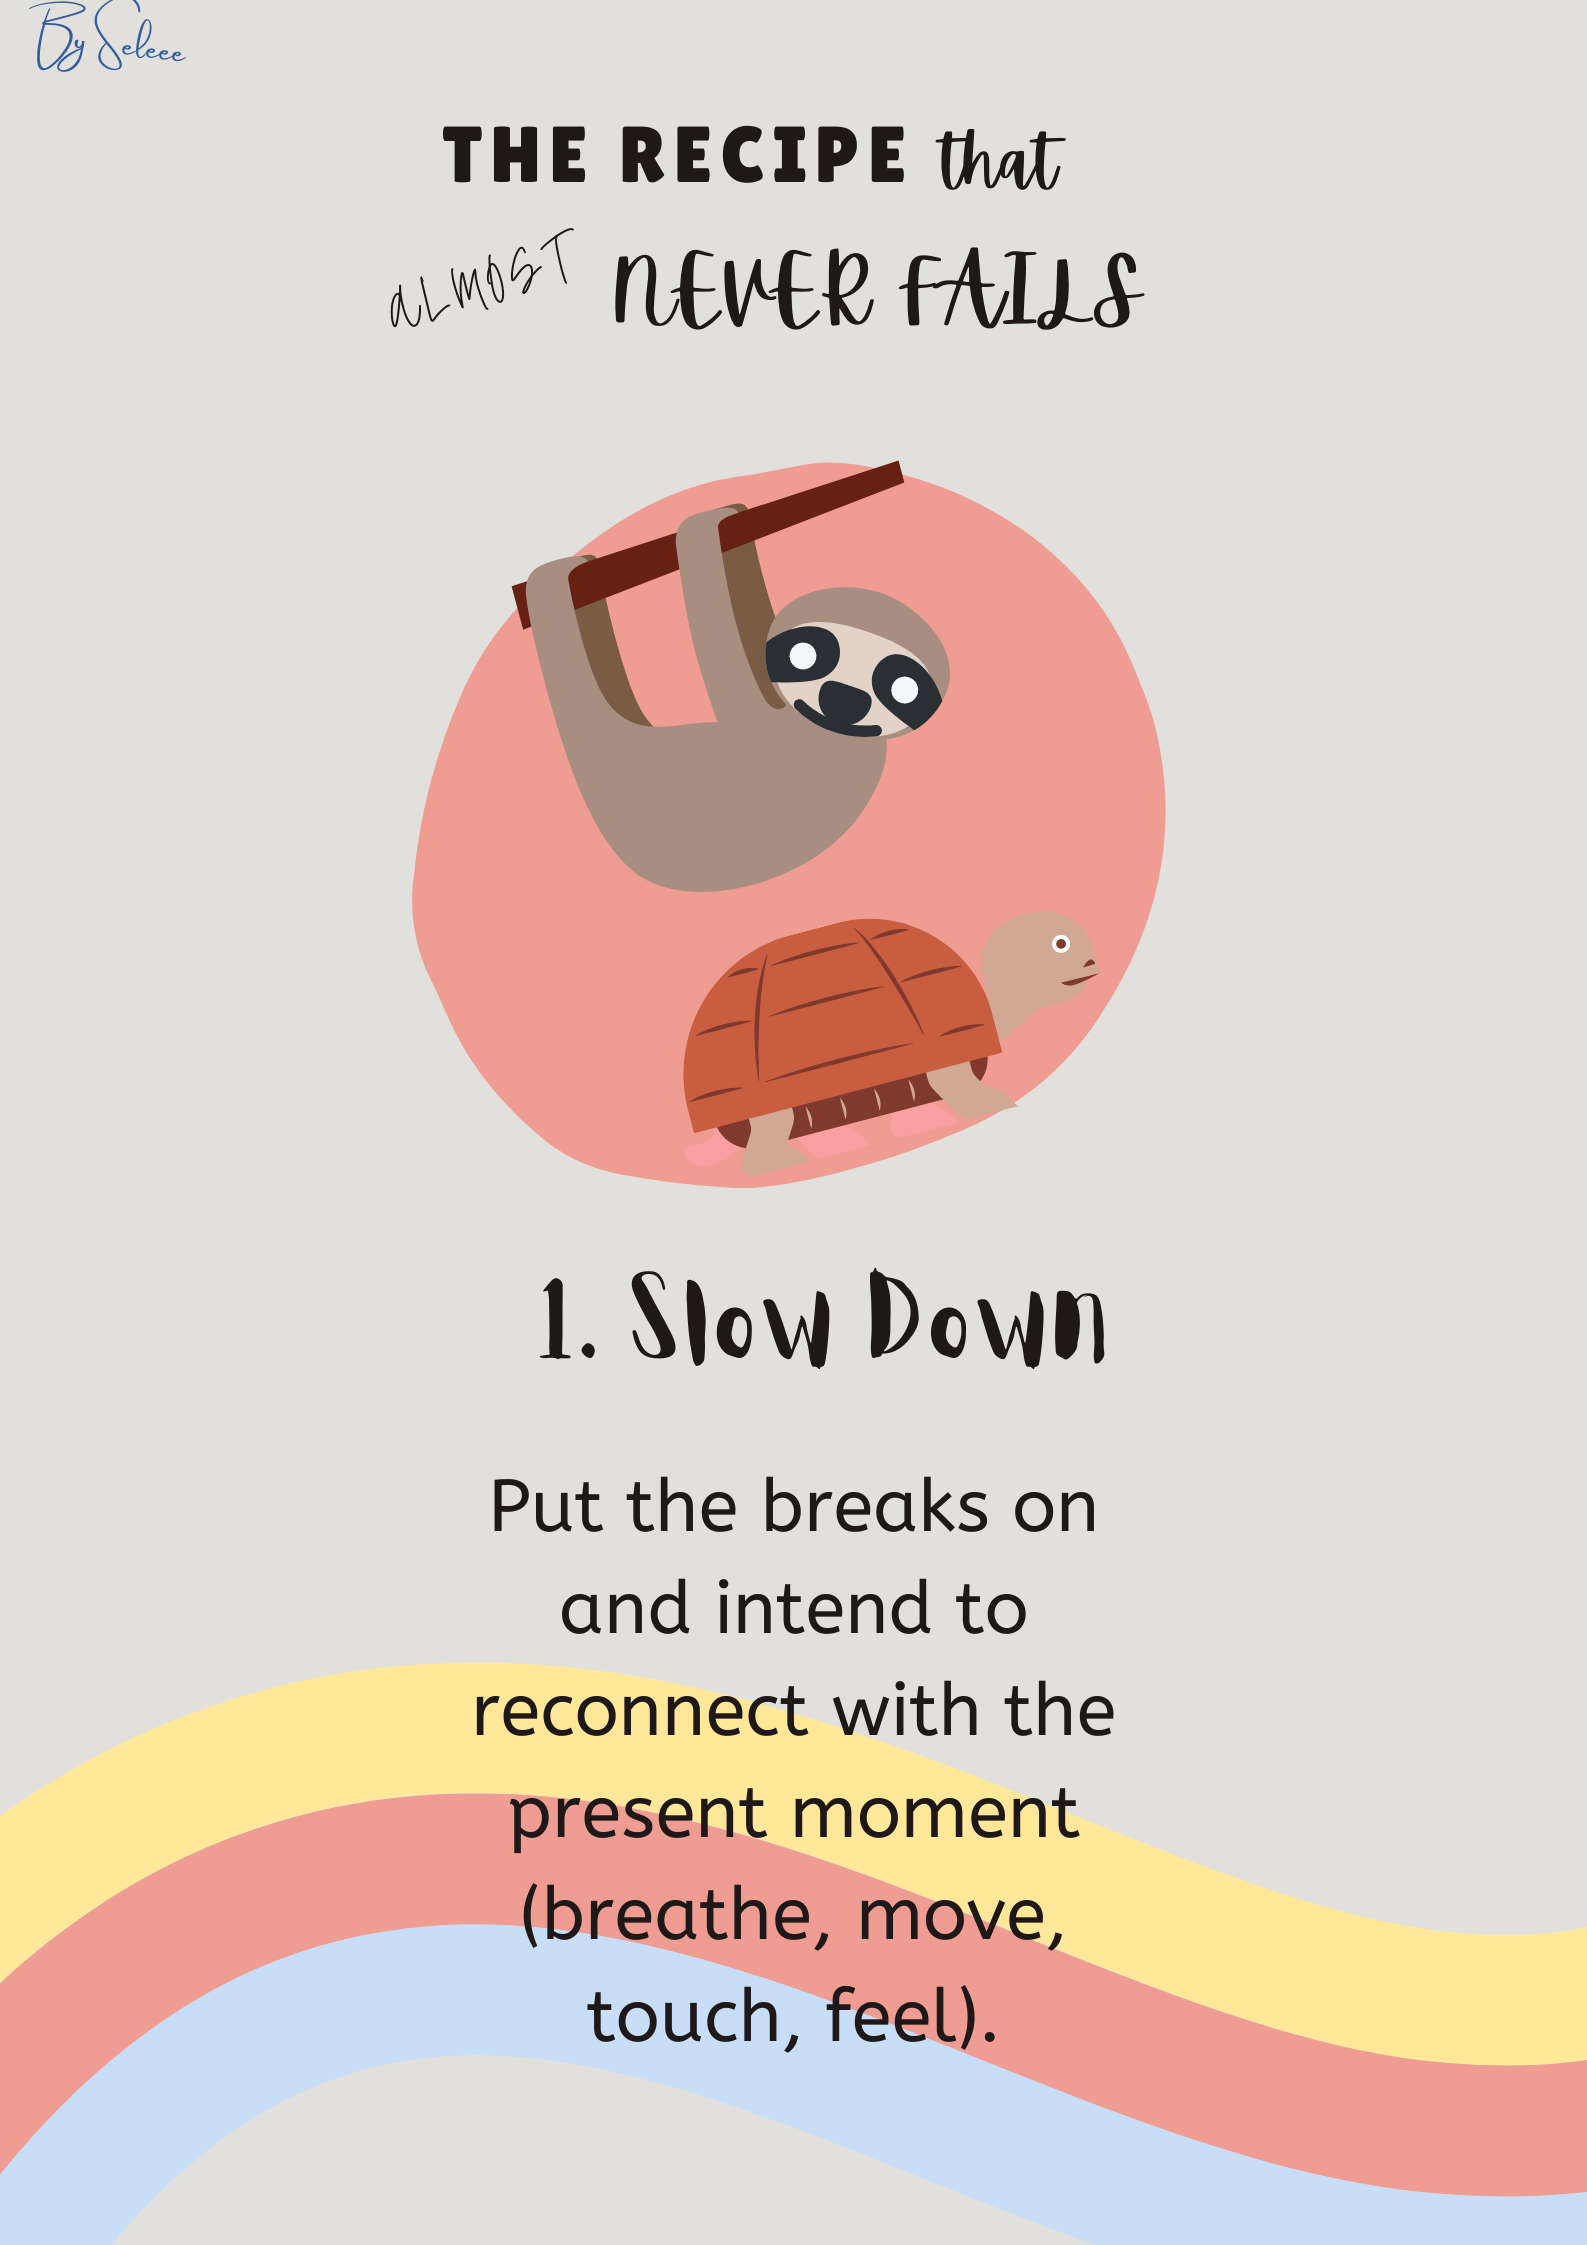 By Seleee
THE RECIPE that
ALMOST NEVER FAILS
1. Slow Down
Put the breaks on
and intend to
reconnect with the
present moment
(breathe, move,
touch, feel).